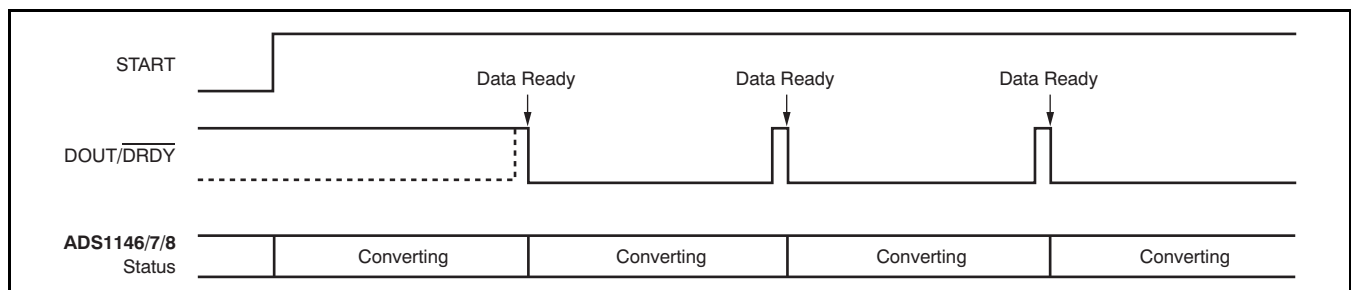 START
Data Ready Data Ready Data Ready
DOUT/DRDY
ADS1146/7/8
Status
Converting Converting Converting Converting